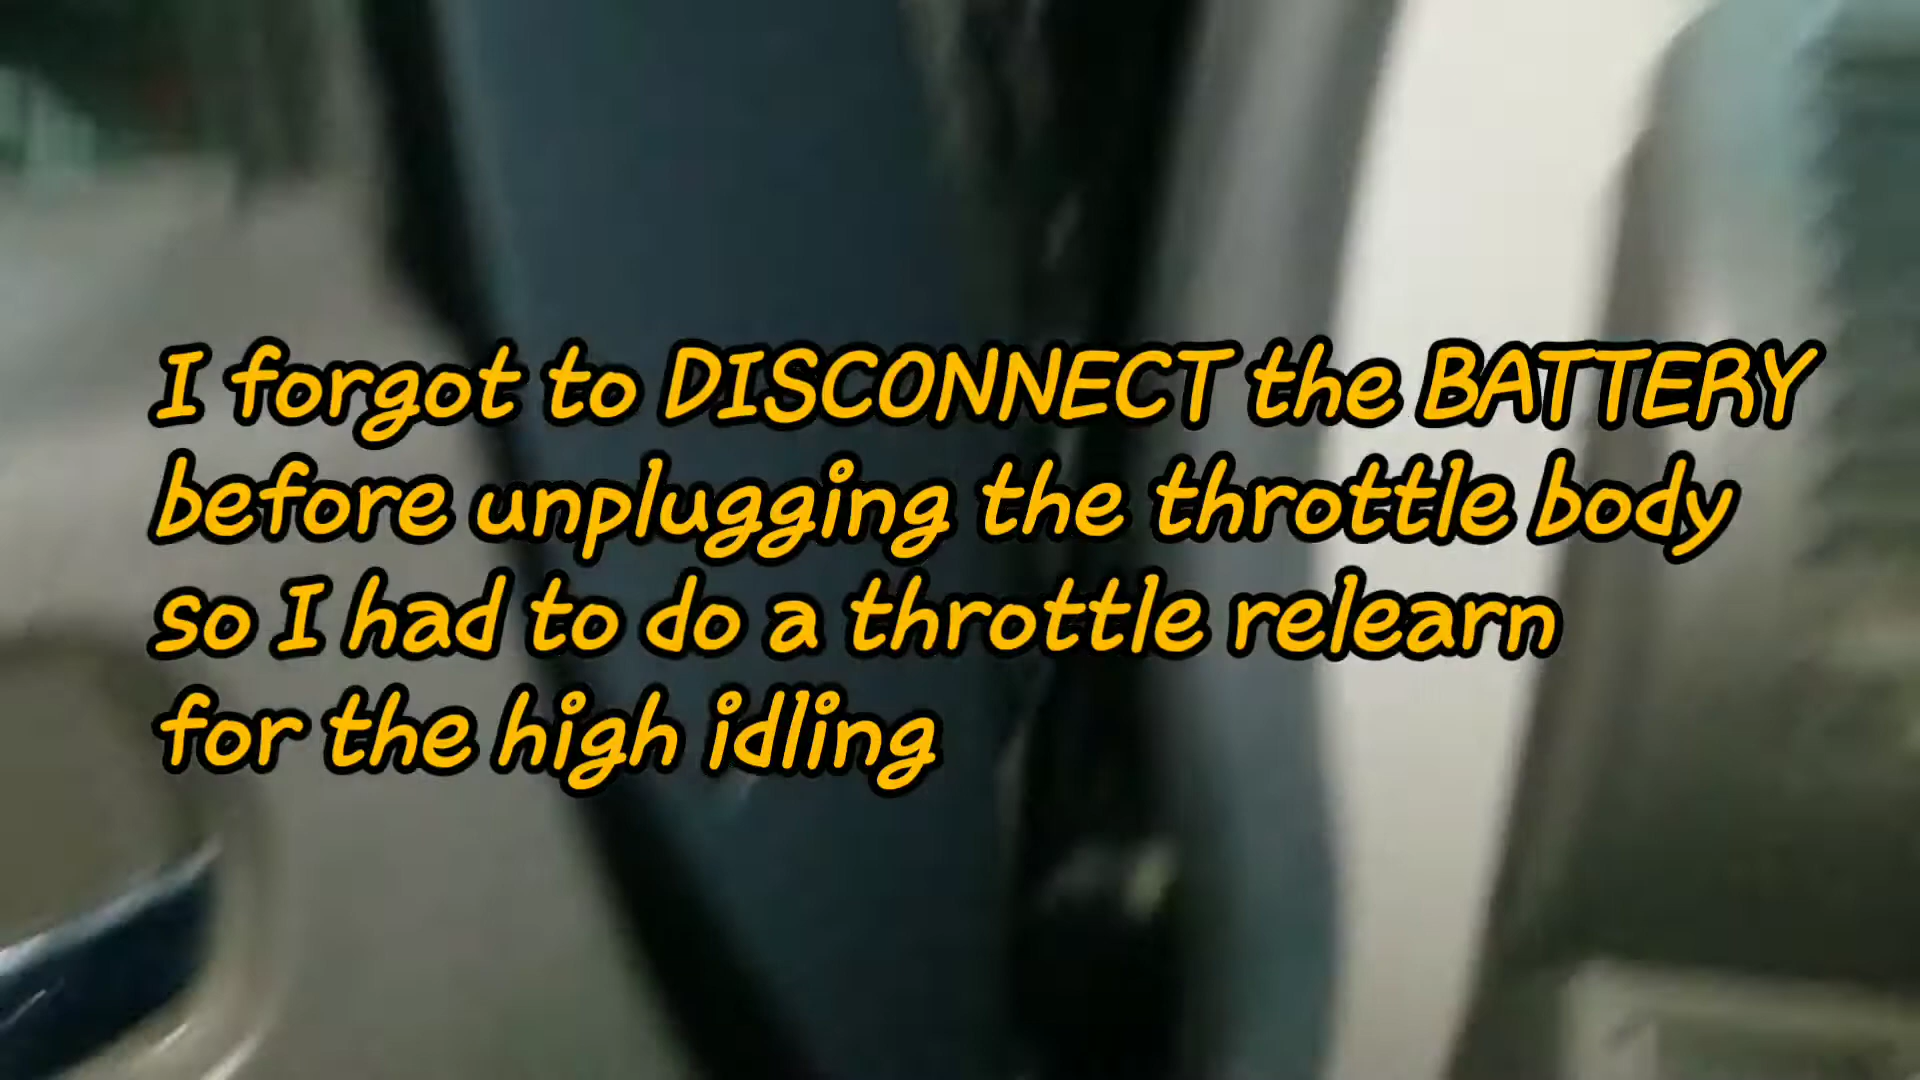 I forgot to DISCONNECT the BATTERY
before unplugging the throttle body
so I had to do a throttle relearn
for the high idling